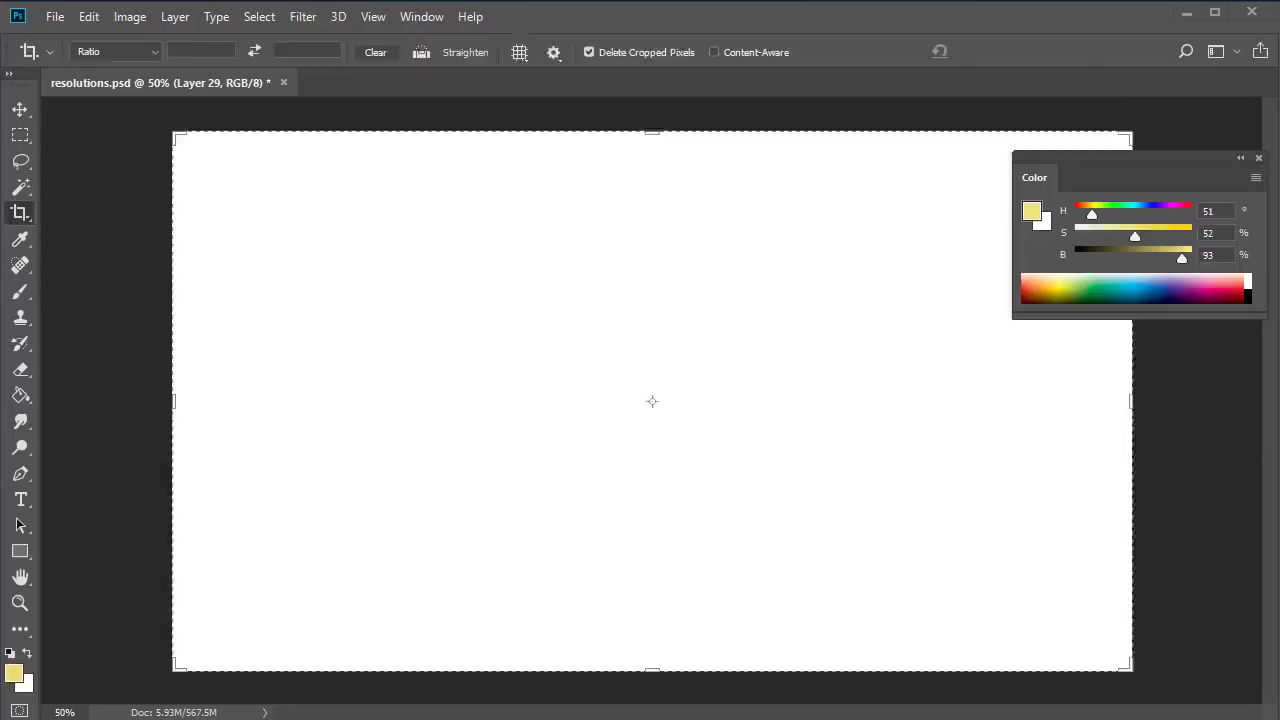 Ps File Edit Image Layer Type Select Filter 3D View Window Help
Ratio Clear Straighten Delete Cropped Pixels Content-Aware
resolutions.psd @ 50% (Layer 29, RGB/8) *
Color
H 51 °
S 52 %
B 93 %
T
50% Doc: 5.93M/567.5M